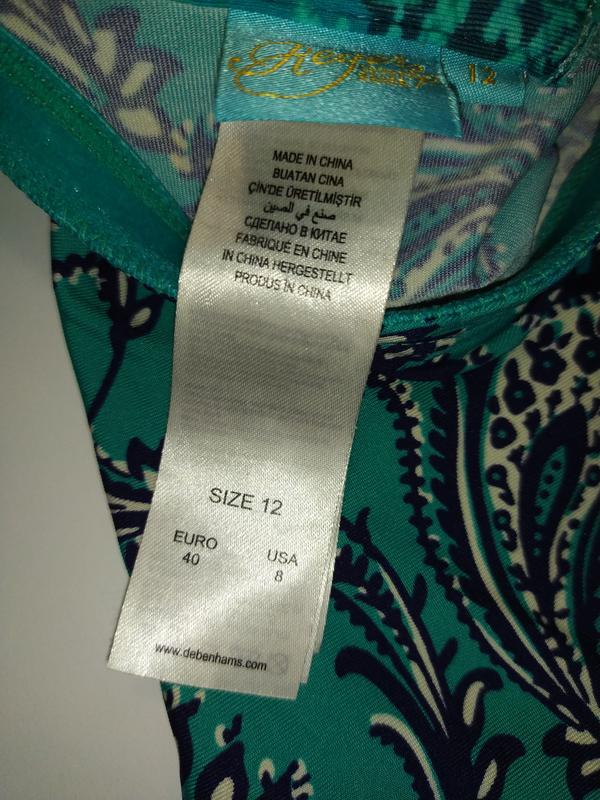 12
MADE IN CHINA
BUATAN CINA
ÇİN'DE ÜRETİLMİŞTİR
صنع في الصين
СДЕЛАНО В КИТАЕ
FABRIQUÉ EN CHINE
IN CHINA HERGESTELLT
PRODUS ÎN CHINA
SIZE 12
EURO USA
40 8
www.debenhams.com